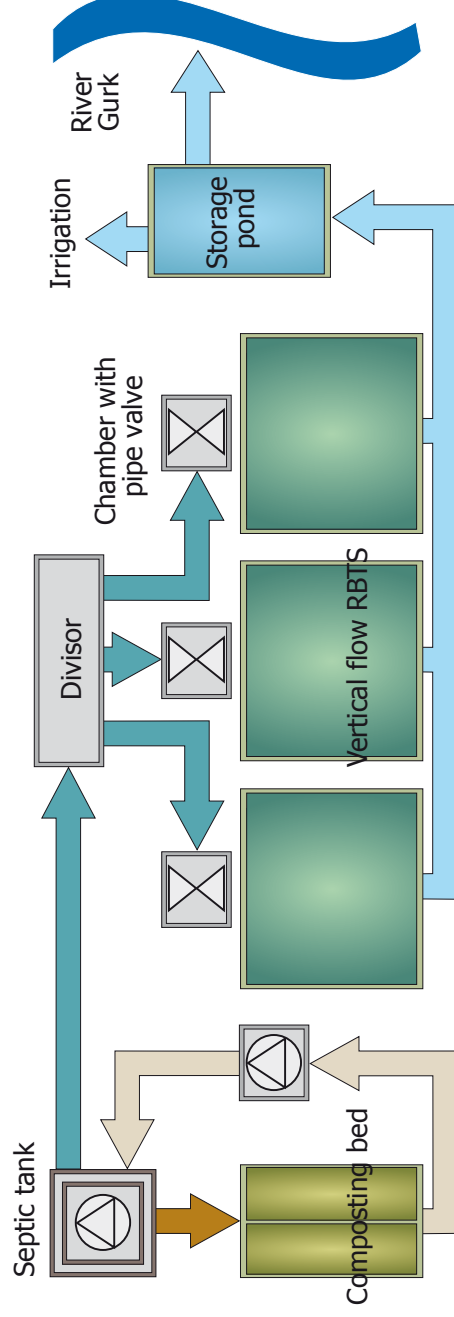 Septic tank
Composting bed
Divisor
Chamber with
pipe valve
Vertical flow RBTS
Irrigation
River
Gurk
Storage
pond